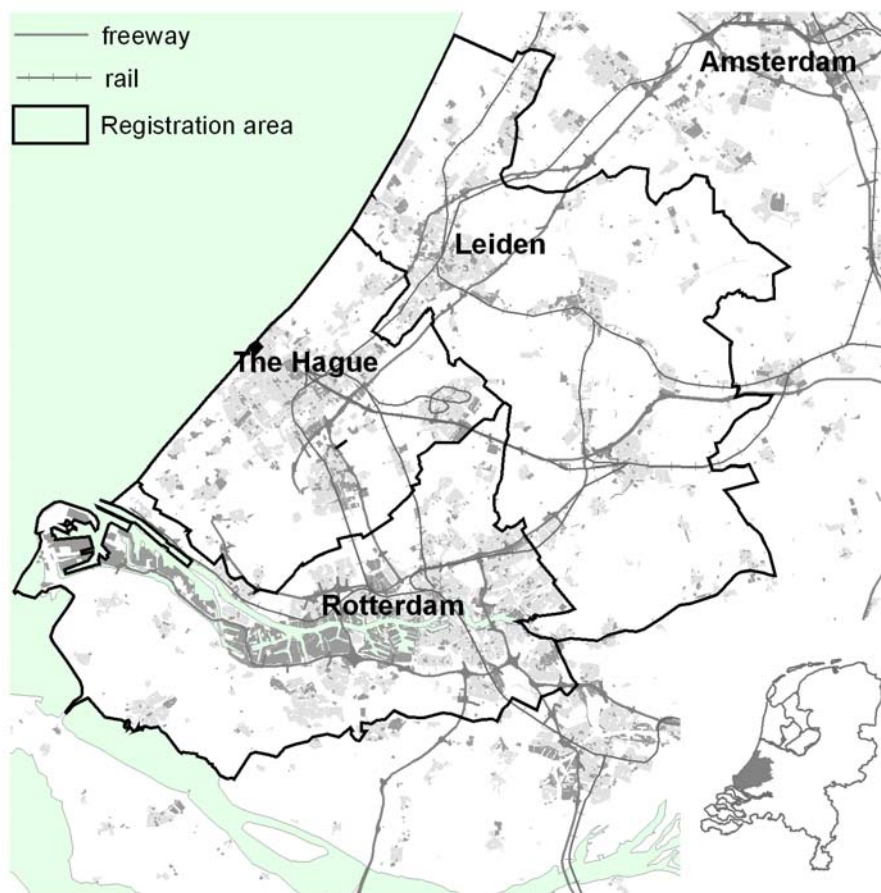 freeway
rail
Registration area
Amsterdam
Leiden
The Hague
Rotterdam